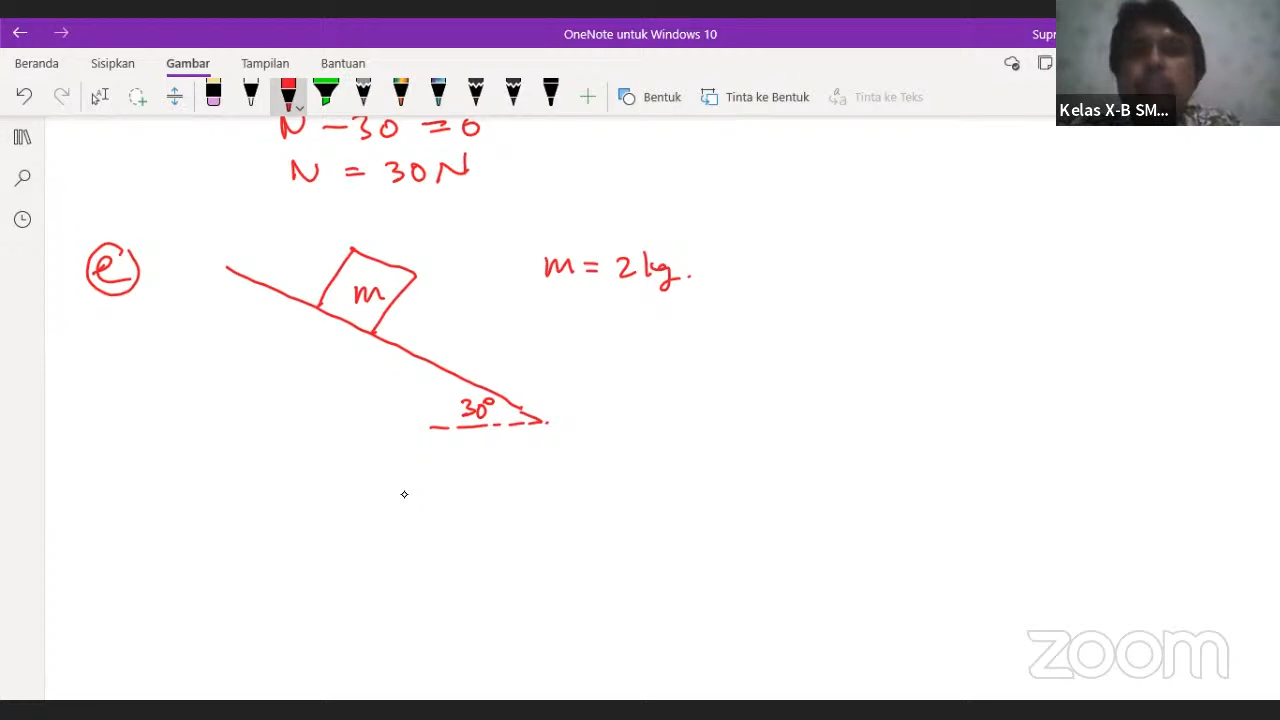 OneNote untuk Windows 10
Supr
Beranda Sisipkan Gambar Tampilan Bantuan
Bentuk Tinta ke Bentuk Tinta ke Teks
Kelas X-B SM...
N - 30 = 0
N = 30 N
e
m
m = 2 kg.
30°
zoom